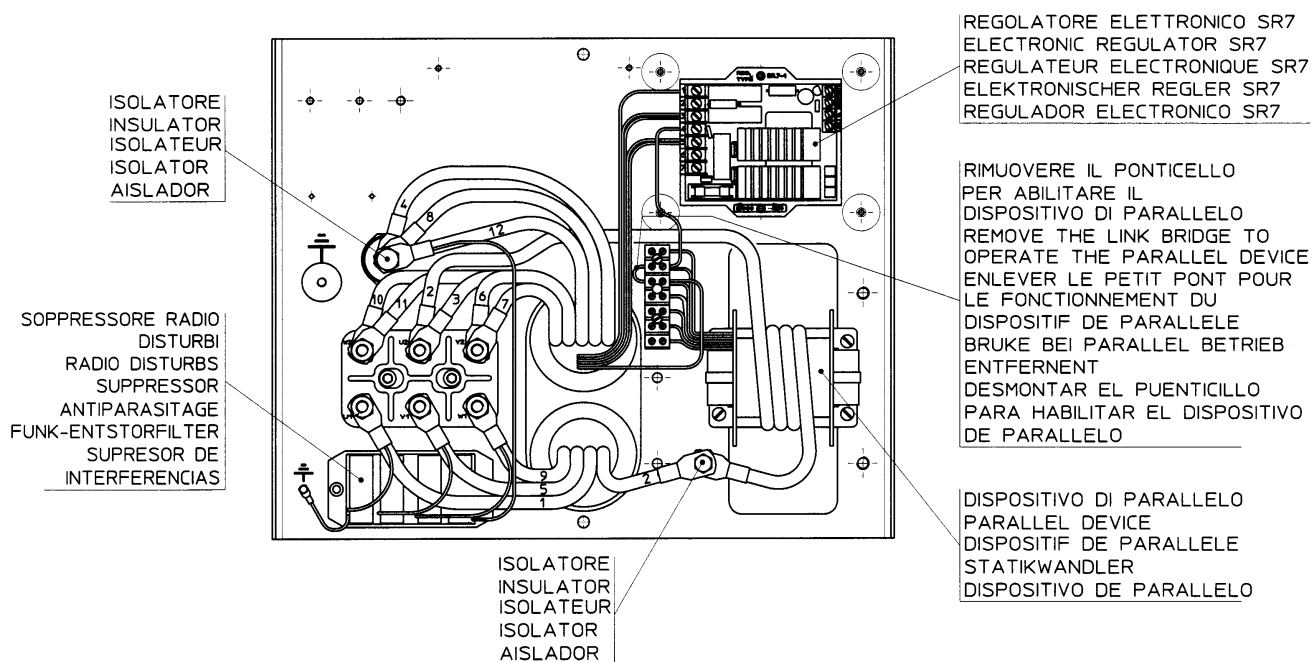 REGOLATORE ELETTRONICO SR7
ELECTRONIC REGULATOR SR7
REGULATEUR ELECTRONIQUE SR7
ELEKTRONISCHER REGLER SR7
REGULADOR ELECTRONICO SR7
ISOLATORE
INSULATOR
ISOLATEUR
ISOLATOR
AISLADOR
RIMUOVERE IL PONTICELLO
PER ABILITARE IL
DISPOSITIVO DI PARALLELO
REMOVE THE LINK BRIDGE TO
OPERATE THE PARALLEL DEVICE
ENLEVER LE PETIT PONT POUR
LE FONCTIONNEMENT DU
DISPOSITIF DE PARALLELE
BRUKE BEI PARALLEL BETRIEB
ENTFERNENT
DESMONTAR EL PUENTICILLO
PARA HABILITAR EL DISPOSITIVO
DE PARALLELO
4
8
12
10
11
2
3
6
7
SOPPRESSORE RADIO
DISTURBI
RADIO DISTURBS
SUPPRESSOR
ANTIPARASITAGE
FUNK-ENTSTORFILTER
SUPRESOR DE
INTERFERENCIAS
9
5
1
2
DISPOSITIVO DI PARALLELO
PARALLEL DEVICE
DISPOSITIF DE PARALLELE
STATIKWANDLER
DISPOSITIVO DE PARALLELO
ISOLATORE
INSULATOR
ISOLATEUR
ISOLATOR
AISLADOR